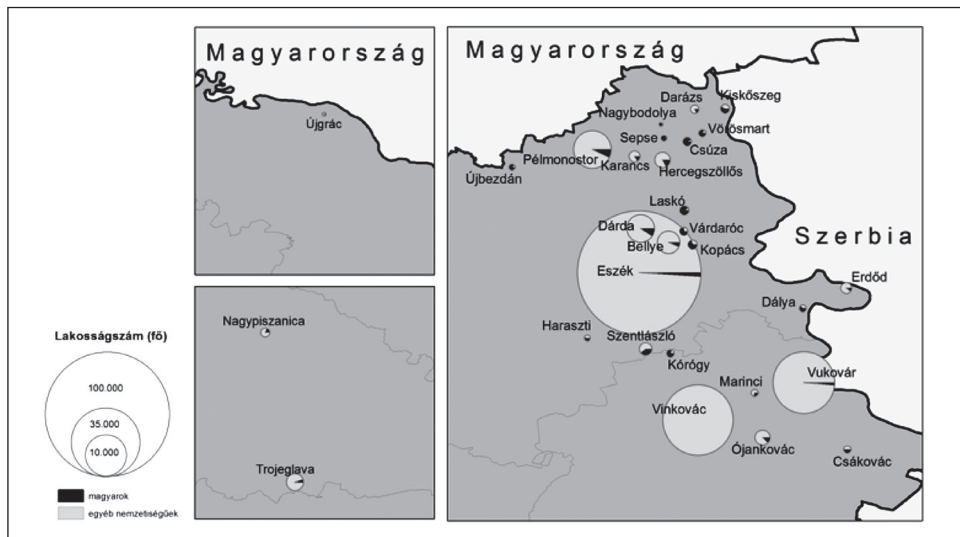 Magyarország
Újgrác
Nagypiszanica
Trojeglava
Lakosságszám (fő)
100.000
35.000
10.000
magyarok
egyéb nemzetiségűek
Magyarország
Darázs
Kiskőszeg
Nagybodolya
Vörösmart
Sepse
Csúza
Pélmonostor
Karancs
Hercegszöllős
Újbezdán
Laskó
Dárda
Várdaróc
Bellye
Kopács
Szerbia
Eszék
Erdőd
Dálya
Haraszti
Szentlászló
Kórógy
Vukovár
Marinci
Vinkovác
Ójankovác
Csákovác